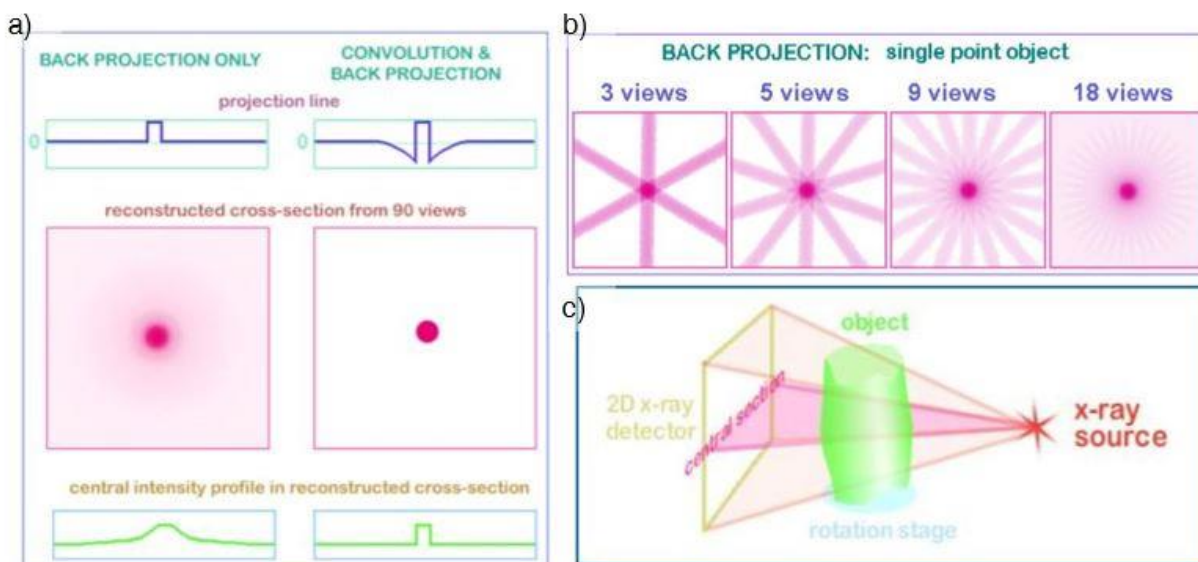 a)
BACK PROJECTION ONLY
CONVOLUTION &
BACK PROJECTION
projection line
0
0
reconstructed cross-section from 90 views
central intensity profile in reconstructed cross-section
b)
BACK PROJECTION: single point object
3 views
5 views
9 views
18 views
c)
object
2D x-ray
detector
central section
x-ray
source
rotation stage